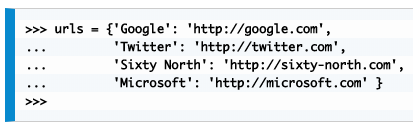 >>> urls = {'Google': 'http://google.com',
...         'Twitter': 'http://twitter.com',
...         'Sixty North': 'http://sixty-north.com',
...         'Microsoft': 'http://microsoft.com' }
>>>